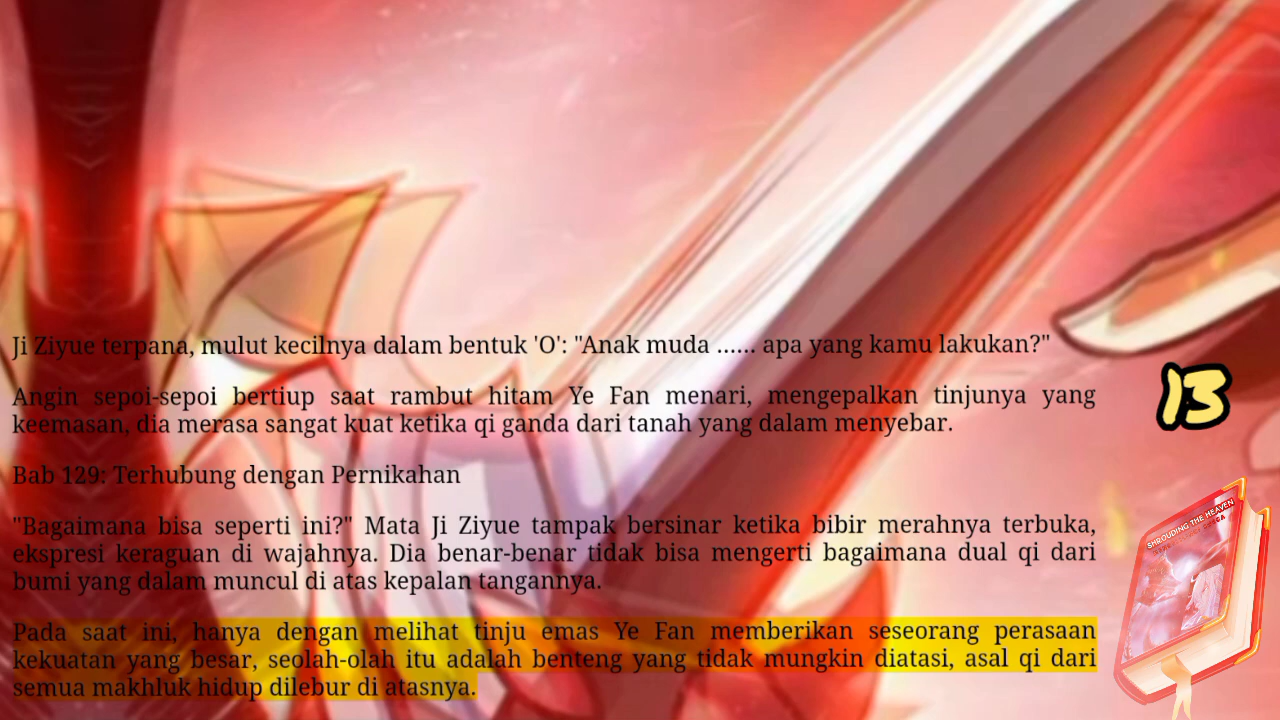 Ji Ziyue terpana, mulut kecilnya dalam bentuk 'O': "Anak muda ...... apa yang kamu lakukan?"
Angin sepoi-sepoi bertiup saat rambut hitam Ye Fan menari, mengepalkan tinjunya yang
keemasan, dia merasa sangat kuat ketika qi ganda dari tanah yang dalam menyebar.
13
Bab 129: Terhubung dengan Pernikahan
"Bagaimana bisa seperti ini?" Mata Ji Ziyue tampak bersinar ketika bibir merahnya terbuka,
ekspresi keraguan di wajahnya. Dia benar-benar tidak bisa mengerti bagaimana dual qi dari
bumi yang dalam muncul di atas kepalan tangannya.
SHROUDING THE HEAVEN
Pada saat ini, hanya dengan melihat tinju emas Ye Fan memberikan seseorang perasaan
kekuatan yang besar, seolah-olah itu adalah benteng yang tidak mungkin diatasi, asal qi dari
semua makhluk hidup dilebur di atasnya.